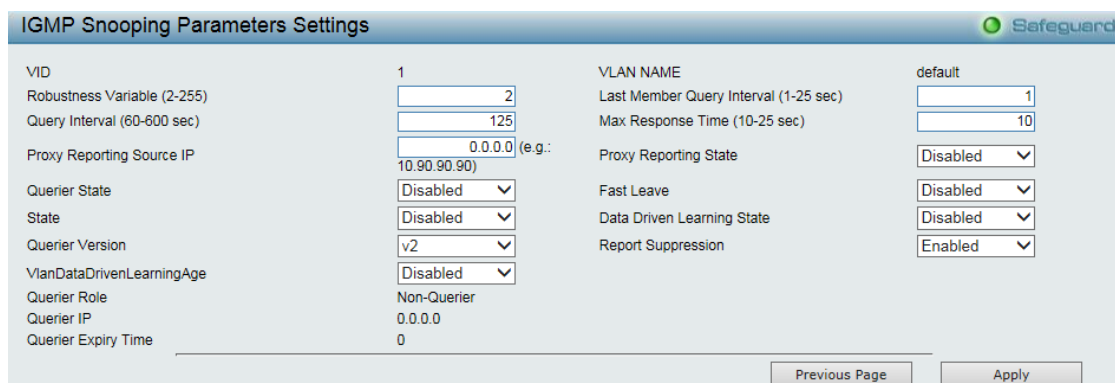 IGMP Snooping Parameters Settings Safeguard
VID 1 VLAN NAME default
Robustness Variable (2-255) 2 Last Member Query Interval (1-25 sec) 1
Query Interval (60-600 sec) 125 Max Response Time (10-25 sec) 10
Proxy Reporting Source IP 0.0.0.0 (e.g.: Proxy Reporting State Disabled
10.90.90.90)
Querier State Disabled Fast Leave Disabled
State Disabled Data Driven Learning State Disabled
Querier Version v2 Report Suppression Enabled
VlanDataDrivenLearningAge Disabled
Querier Role Non-Querier
Querier IP 0.0.0.0
Querier Expiry Time 0
Previous Page Apply